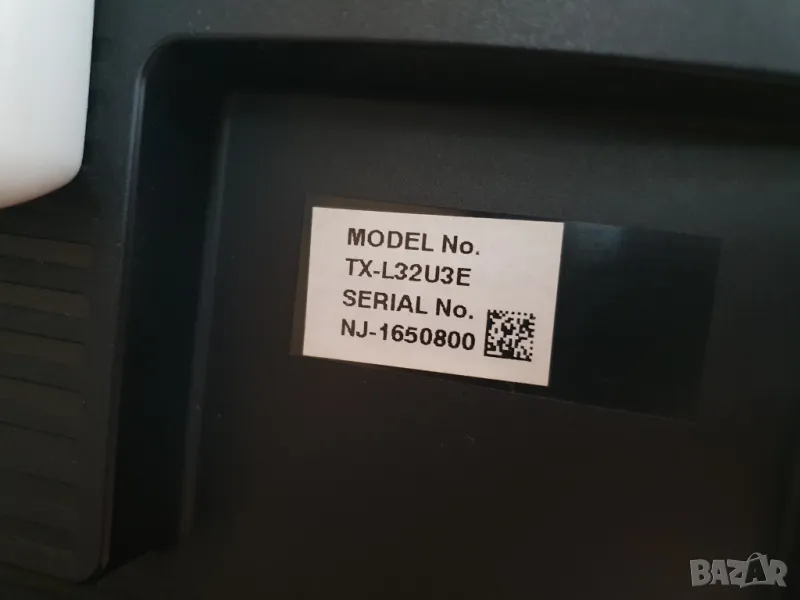 MODEL No.
TX-L32U3E
SERIAL No.
NJ-1650800
BAZAR